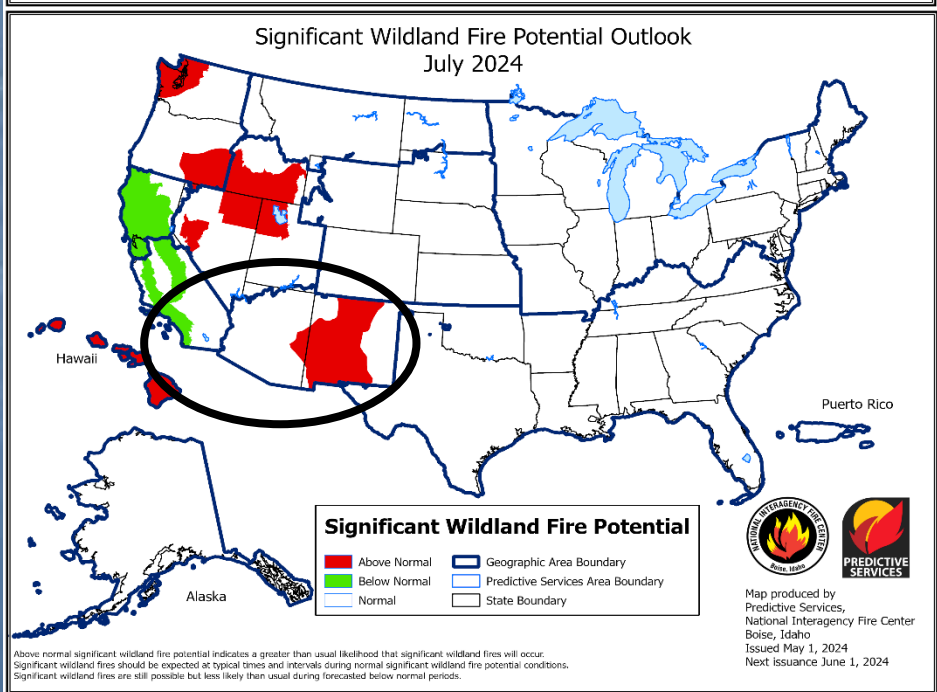 Significant Wildland Fire Potential Outlook
July 2024
Hawaii
Puerto Rico
Alaska
Significant Wildland Fire Potential
Above Normal
Below Normal
Normal
Geographic Area Boundary
Predictive Services Area Boundary
State Boundary
NATIONAL INTERAGENCY FIRE CENTER
Boise, Idaho
PREDICTIVE
SERVICES
Map produced by
Predictive Services,
National Interagency Fire Center
Boise, Idaho
Issued May 1, 2024
Next issuance June 1, 2024
Above normal significant wildland fire potential indicates a greater than usual likelihood that significant wildland fires will occur.
Significant wildland fires should be expected at typical times and intervals during normal significant wildland fire potential conditions.
Significant wildland fires are still possible but less likely than usual during forecasted below normal periods.